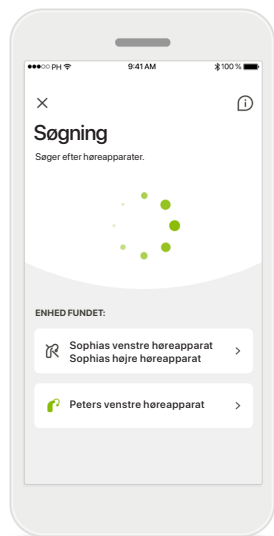 ●●●○○ PH 9:41 AM 100 %
Søgning
Søger efter høreapparater.
ENHED FUNDET:
Sophias venstre høreapparat
Sophias højre høreapparat
Peters venstre høreapparat